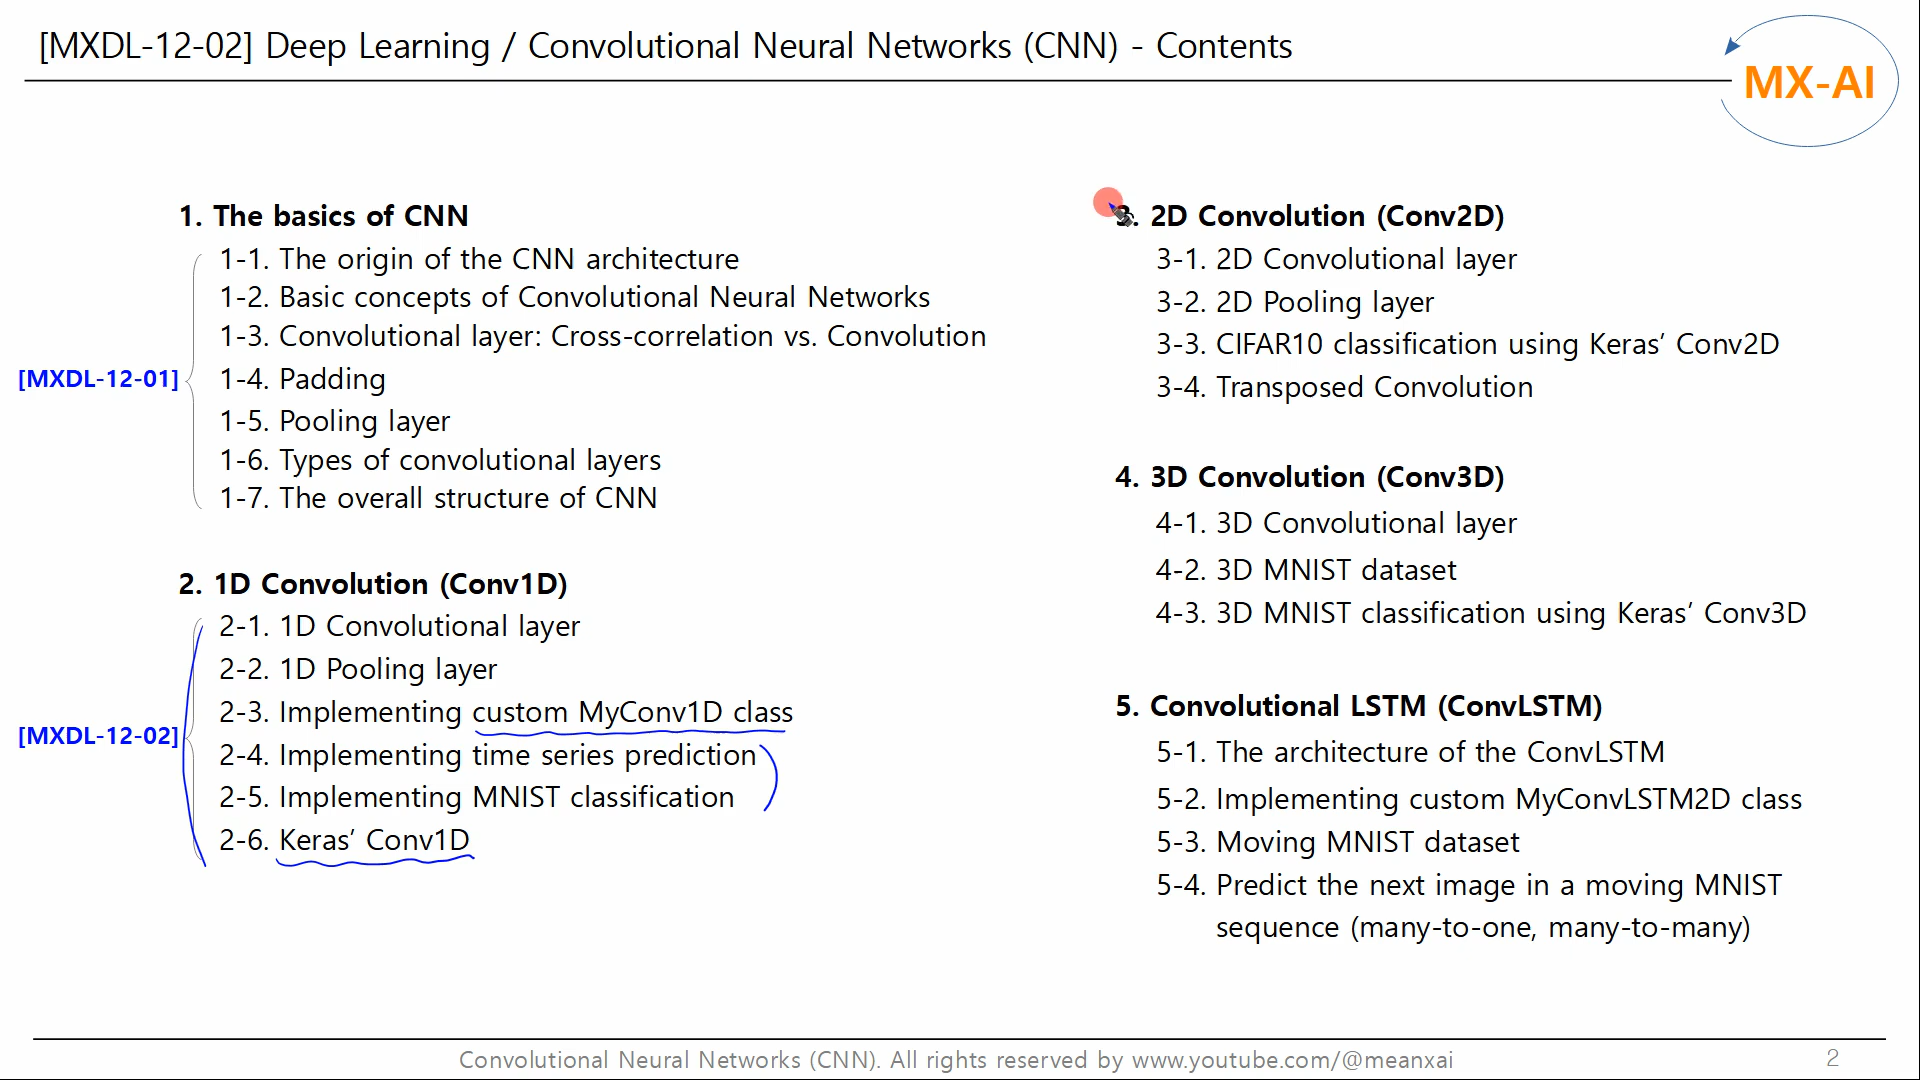 [MXDL-12-02] Deep Learning / Convolutional Neural Networks (CNN) - Contents
MX-AI
1. The basics of CNN
1-1. The origin of the CNN architecture
1-2. Basic concepts of Convolutional Neural Networks
1-3. Convolutional layer: Cross-correlation vs. Convolution
[MXDL-12-01]
1-4. Padding
1-5. Pooling layer
1-6. Types of convolutional layers
1-7. The overall structure of CNN
2. 1D Convolution (Conv1D)
2-1. 1D Convolutional layer
2-2. 1D Pooling layer
2-3. Implementing custom MyConv1D class
[MXDL-12-02]
2-4. Implementing time series prediction
2-5. Implementing MNIST classification
2-6. Keras’ Conv1D
3. 2D Convolution (Conv2D)
3-1. 2D Convolutional layer
3-2. 2D Pooling layer
3-3. CIFAR10 classification using Keras’ Conv2D
3-4. Transposed Convolution
4. 3D Convolution (Conv3D)
4-1. 3D Convolutional layer
4-2. 3D MNIST dataset
4-3. 3D MNIST classification using Keras’ Conv3D
5. Convolutional LSTM (ConvLSTM)
5-1. The architecture of the ConvLSTM
5-2. Implementing custom MyConvLSTM2D class
5-3. Moving MNIST dataset
5-4. Predict the next image in a moving MNIST
sequence (many-to-one, many-to-many)
Convolutional Neural Networks (CNN). All rights reserved by www.youtube.com/@meanxai
2